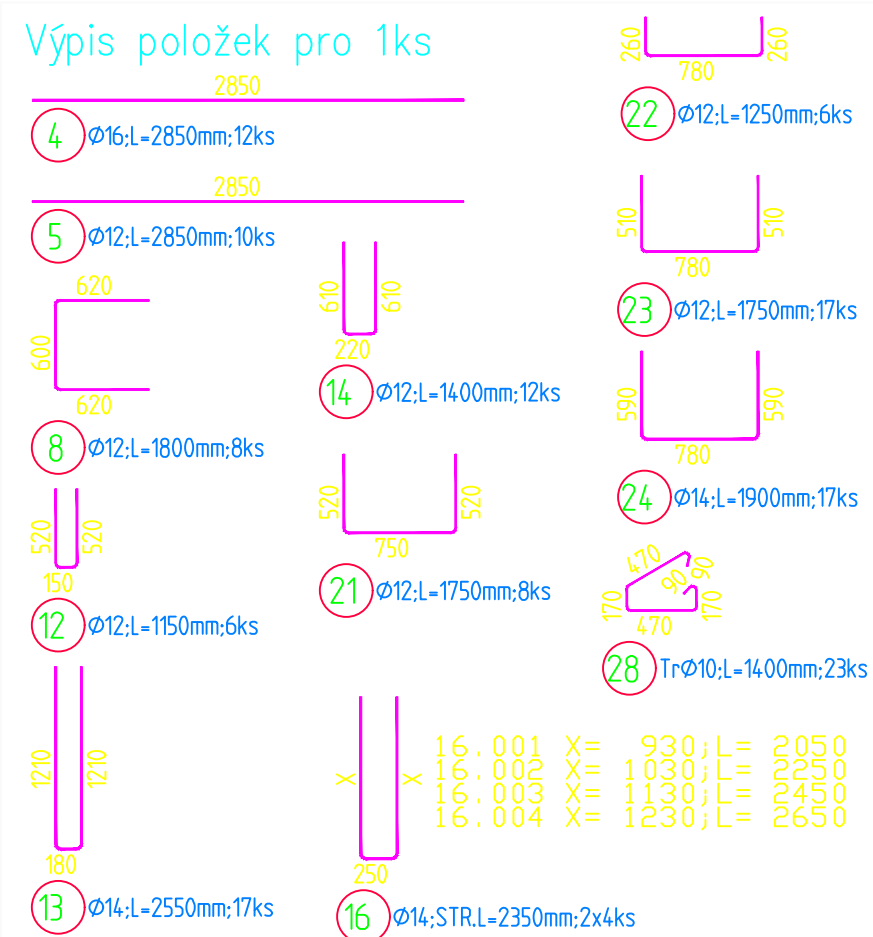 Výpis položek pro 1ks
2850
4 Ø16;L=2850mm;12ks
2850
5 Ø12;L=2850mm;10ks
620
600
620
8 Ø12;L=1800mm;8ks
520 520
150
12 Ø12;L=1150mm;6ks
1210 1210
180
13 Ø14;L=2550mm;17ks
610 610
220
14 Ø12;L=1400mm;12ks
520 520
750
21 Ø12;L=1750mm;8ks
X X
250
16 Ø14;STR.L=2350mm;2x4ks
16.001 X= 930;L= 2050
16.002 X= 1030;L= 2250
16.003 X= 1130;L= 2450
16.004 X= 1230;L= 2650
260 260
780
22 Ø12;L=1250mm;6ks
510 510
780
23 Ø12;L=1750mm;17ks
590 590
780
24 Ø14;L=1900mm;17ks
470 90
90
170 170
470
28 TrØ10;L=1400mm;23ks